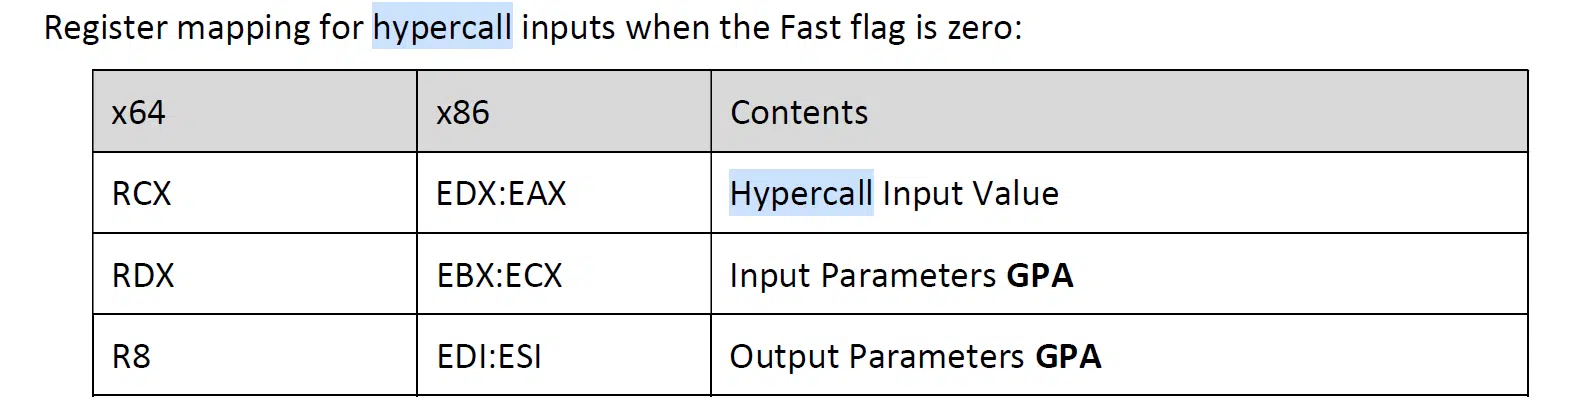 Register mapping for hypercall inputs when the Fast flag is zero:
x64 x86 Contents
RCX EDX:EAX Hypercall Input Value
RDX EBX:ECX Input Parameters GPA
R8 EDI:ESI Output Parameters GPA